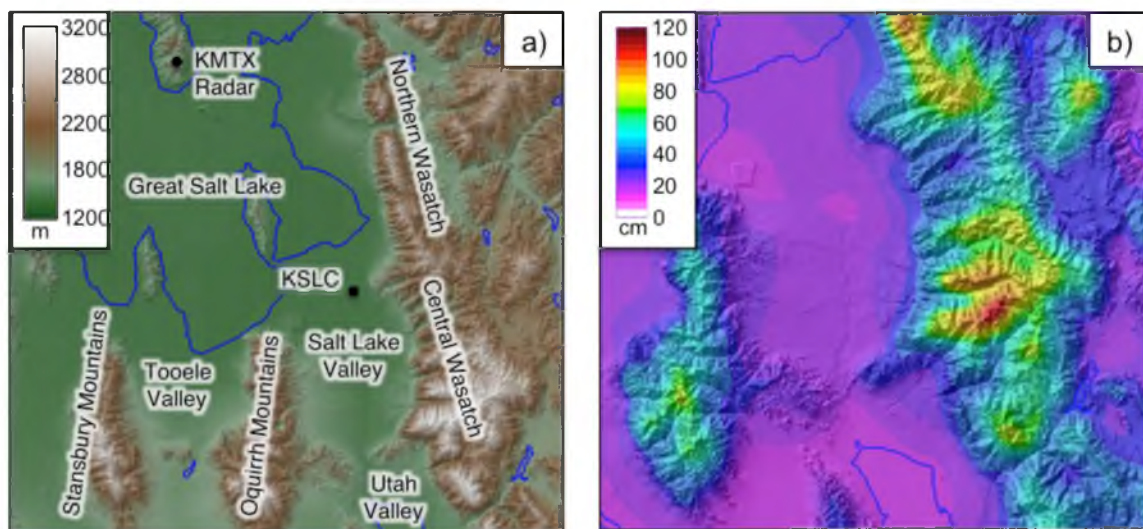 3200
2800
2200
1800
1200
m
a)
KMTX
Radar
Northern Wasatch
Great Salt Lake
KSLC
Central Wasatch
Salt Lake
Valley
Tooele
Valley
Stansbury Mountains
Oquirrh Mountains
Utah
Valley
120
100
80
60
40
20
0
cm
b)